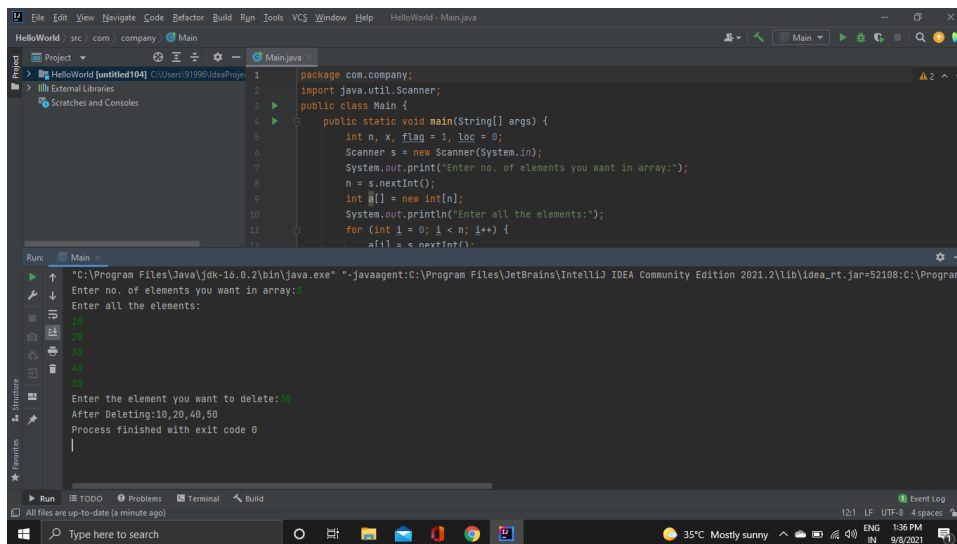 File Edit View Navigate Code Refactor Build Run Tools VCS Window Help HelloWorld - Main.java
HelloWorld src com company Main
Main
Project
Main.java
HelloWorld [untitled104] C:\Users\91996\IdeaProje
External Libraries
Scratches and Consoles
1 package com.company;
2 import java.util.Scanner;
3 public class Main {
4 public static void main(String[] args) {
5 int n, x, flag = 1, loc = 0;
6 Scanner s = new Scanner(System.in);
7 System.out.print("Enter no. of elements you want in array:");
8 n = s.nextInt();
9 int a[] = new int[n];
10 System.out.println("Enter all the elements:");
11 for (int i = 0; i < n; i++) {
12 a[i] = s.nextInt();
2
Project
Structure
Favorites
Run: Main
"C:\Program Files\Java\jdk-16.0.2\bin\java.exe" "-javaagent:C:\Program Files\JetBrains\IntelliJ IDEA Community Edition 2021.2\lib\idea_rt.jar=52108:C:\Program
Enter no. of elements you want in array:5
Enter all the elements:
10
20
30
40
50
Enter the element you want to delete:30
After Deleting:10,20,40,50
Process finished with exit code 0
Run TODO Problems Terminal Build
1 Event Log
All files are up-to-date (a minute ago)
12:1 LF UTF-8 4 spaces
Type here to search
35°C Mostly sunny
ENG
IN
1:36 PM
9/8/2021